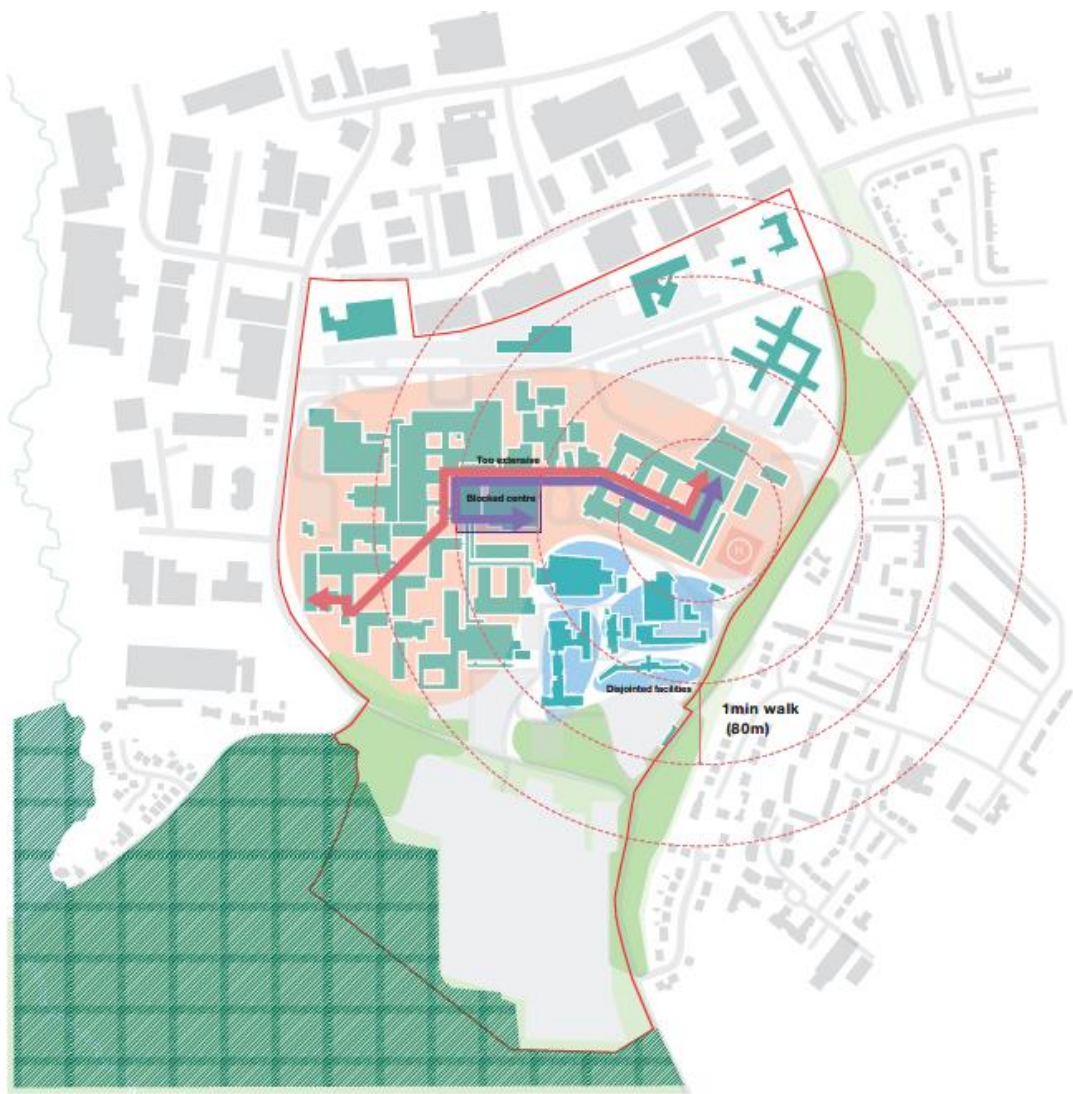 Too extensive
Blocked centre
H
Disjointed facilities
1min walk
(80m)